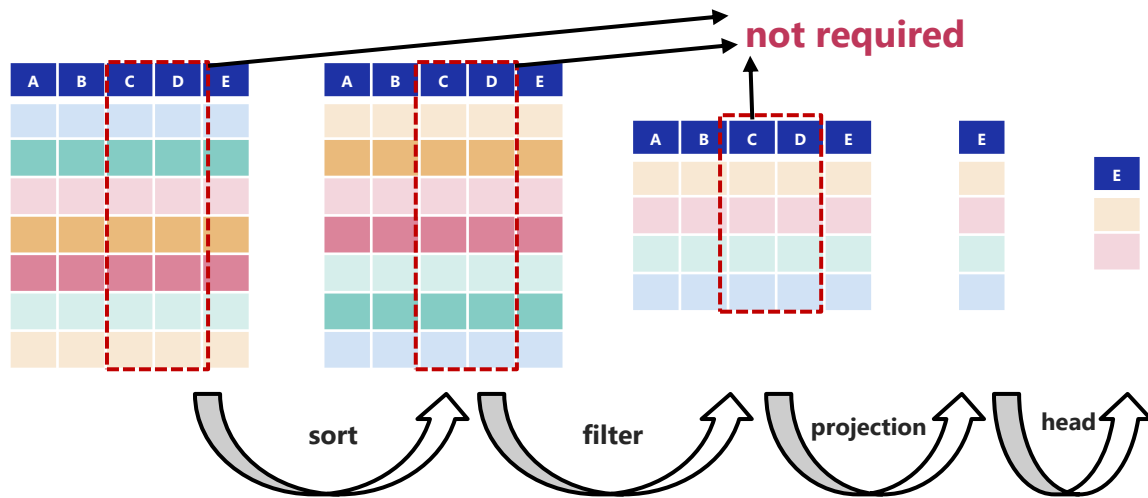 not required
A B C D E
A B C D E
A B C D E
E
E
sort
filter
projection
head